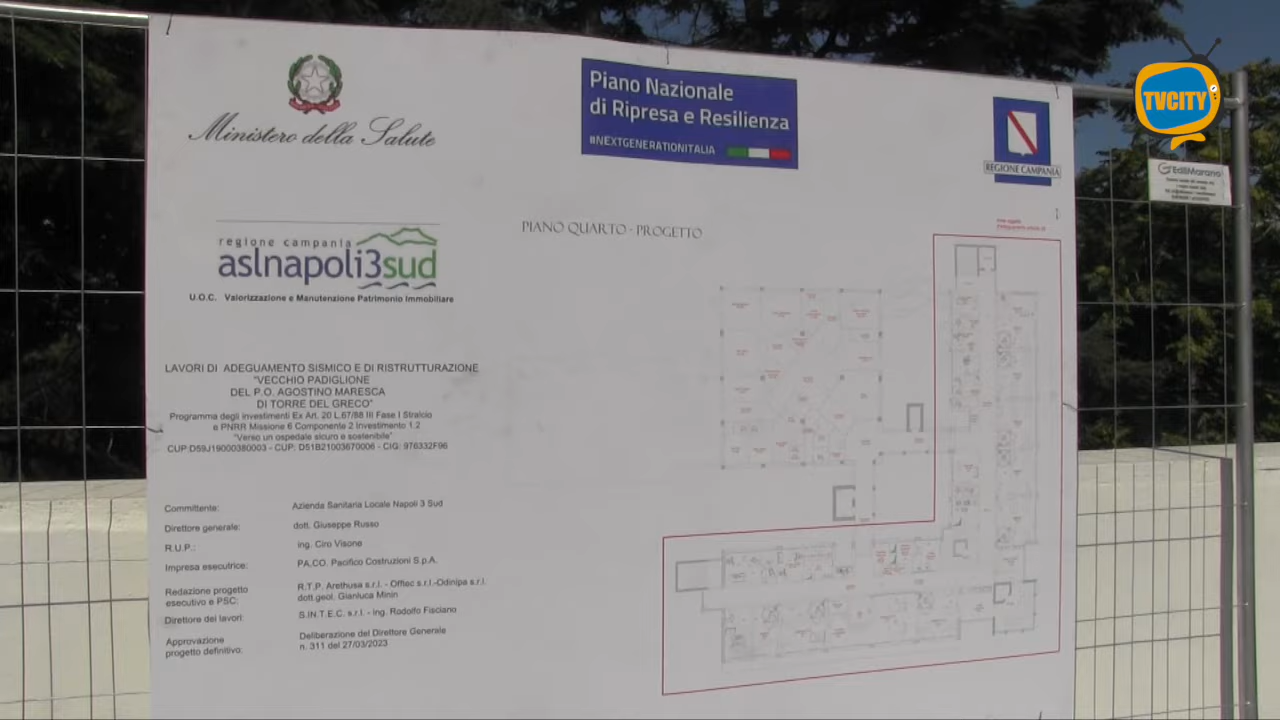 Ministero della Salute
Piano Nazionale
di Ripresa e Resilienza
#NEXTGENERATIONITALIA
REGIONE CAMPANIA
TVCITY
EdilMarano
regione campania
aslnapoli3sud
U.O.C. Valorizzazione e Manutenzione Patrimonio Immobiliare
PIANO QUARTO - PROGETTO
LAVORI DI ADEGUAMENTO SISMICO E DI RISTRUTTURAZIONE
"VECCHIO PADIGLIONE
DEL P.O. AGOSTINO MARESCA
DI TORRE DEL GRECO"
Programma degli investimenti Ex Art. 20 L.67/88 III Fase I Stralcio
e PNRR Missione 6 Componente 2 Investimento 1.2
"Verso un ospedale sicuro e sostenibile"
CUP:D59J19000380003 - CUP: D51B21003670006 - CIG: 976332F96
Committente: Azienda Sanitaria Locale Napoli 3 Sud
Direttore generale: dott. Giuseppe Russo
R.U.P.: ing. Ciro Visone
Impresa esecutrice: PA.CO. Pacifico Costruzioni S.p.A.
Redazione progetto R.T.P. Arethusa s.r.l. - Offlec s.r.l.-Odinipa s.r.l.
esecutivo e PSC: dott.geol. Gianluca Minin
Direttore dei lavori: S.IN.T.E.C. s.r.l. - ing. Rodolfo Fisciano
Approvazione Deliberazione del Direttore Generale
progetto definitivo: n. 311 del 27/03/2023